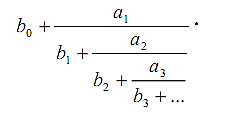 b₀ + a₁ / (b₁ + a₂ / (b₂ + a₃ / (b₃ + ...))) .